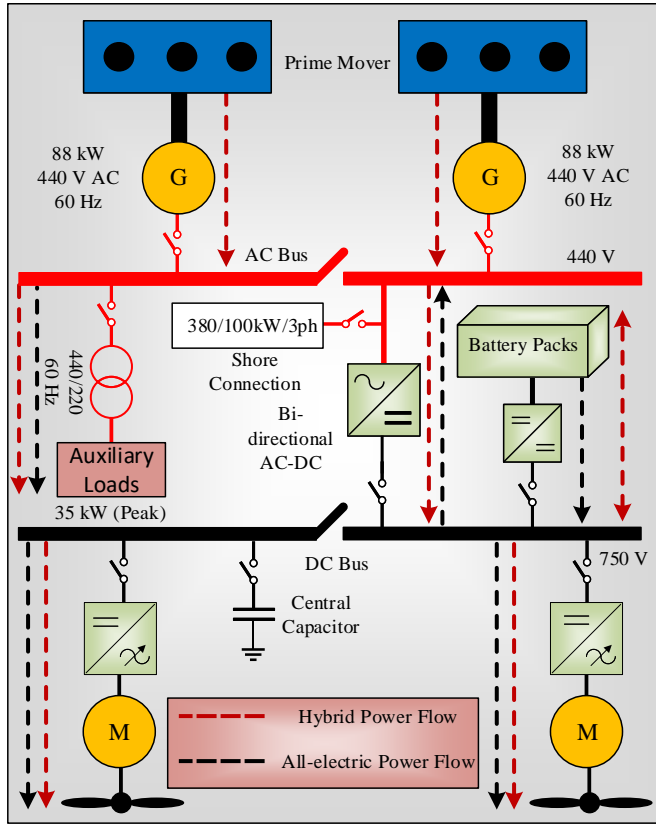 Prime Mover
88 kW
440 V AC
60 Hz
G
G
88 kW
440 V AC
60 Hz
AC Bus
440 V
380/100kW/3ph
Shore
Connection
Battery Packs
440/220
60 Hz
Bi-
directional
AC-DC
Auxiliary
Loads
35 kW (Peak)
DC Bus
750 V
Central
Capacitor
M
M
Hybrid Power Flow
All-electric Power Flow